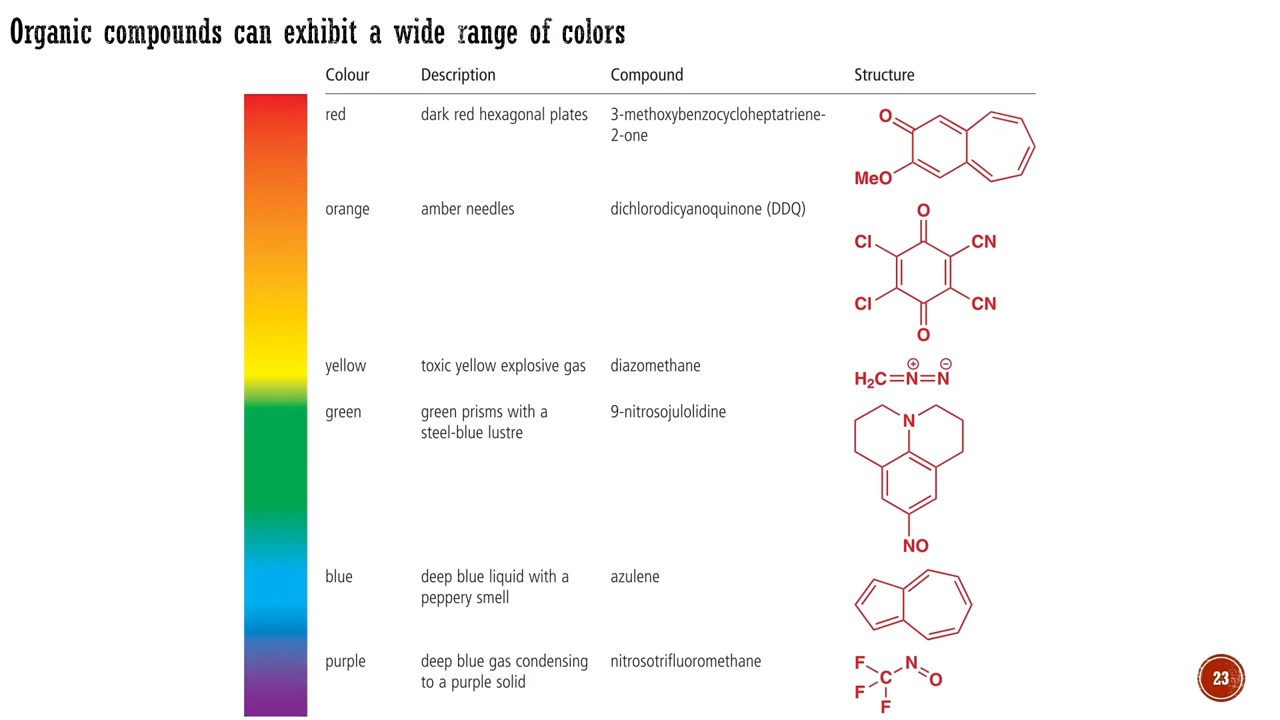 Organic compounds can exhibit a wide range of colors
Colour Description Compound Structure
red dark red hexagonal plates 3-methoxybenzocycloheptatriene-
2-one
O
MeO
orange amber needles dichlorodicyanoquinone (DDQ)
O
Cl CN
Cl CN
O
yellow toxic yellow explosive gas diazomethane
H₂C=N=N
⊕ ⊖
green green prisms with a 9-nitrosojulolidine
steel-blue lustre
N
NO
blue deep blue liquid with a azulene
peppery smell
purple deep blue gas condensing nitrosotrifluoromethane
to a purple solid
F N
C O
F
F
23